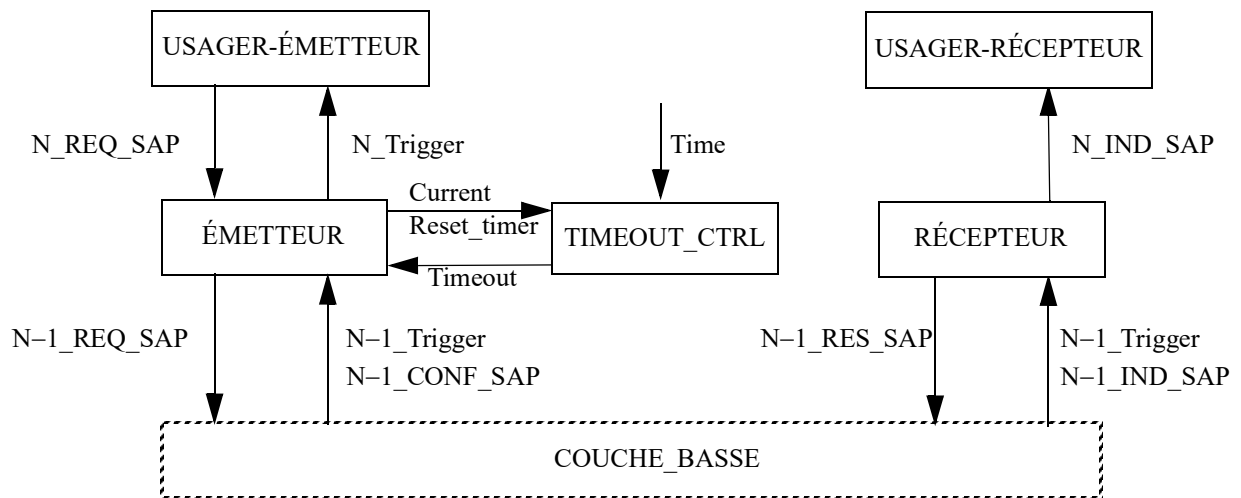 USAGER-ÉMETTEUR
USAGER-RÉCEPTEUR
N_REQ_SAP
N_Trigger
Time
N_IND_SAP
Current
Reset_timer
ÉMETTEUR
TIMEOUT_CTRL
RÉCEPTEUR
Timeout
N–1_REQ_SAP
N–1_Trigger
N–1_CONF_SAP
N–1_RES_SAP
N–1_Trigger
N–1_IND_SAP
COUCHE_BASSE